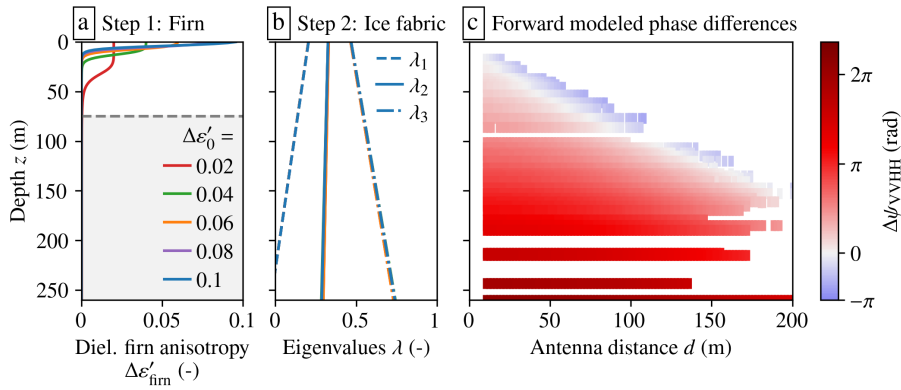 a Step 1: Firn
b Step 2: Ice fabric
c Forward modeled phase differences
Depth z (m)
0
50
100
150
200
250
Δε′₀ =
0.02
0.04
0.06
0.08
0.1
0
0.05
0.1
Diel. firn anisotropy
Δε′firn (-)
λ₁
λ₂
λ₃
0
0.5
1
Eigenvalues λ (-)
0
50
100
150
200
Antenna distance d (m)
2π
π
0
−π
ΔψVVHH (rad)